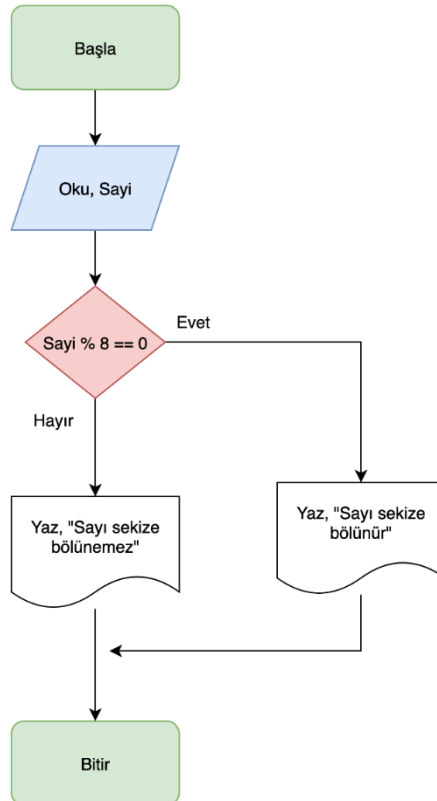 Başla
Oku, Sayi
Sayi % 8 == 0
Evet
Hayır
Yaz, "Sayı sekize
bölünemez"
Yaz, "Sayı sekize
bölünür"
Bitir